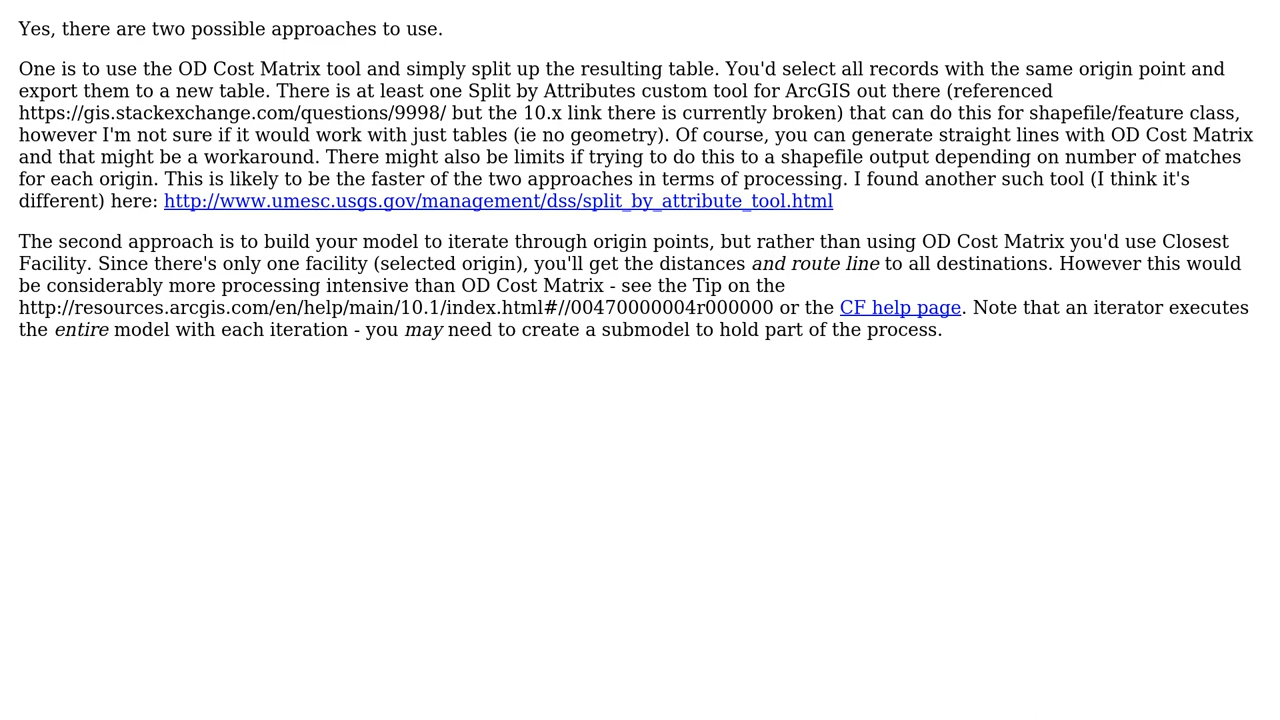 Yes, there are two possible approaches to use.
One is to use the OD Cost Matrix tool and simply split up the resulting table. You'd select all records with the same origin point and
export them to a new table. There is at least one Split by Attributes custom tool for ArcGIS out there (referenced
https://gis.stackexchange.com/questions/9998/ but the 10.x link there is currently broken) that can do this for shapefile/feature class,
however I'm not sure if it would work with just tables (ie no geometry). Of course, you can generate straight lines with OD Cost Matrix
and that might be a workaround. There might also be limits if trying to do this to a shapefile output depending on number of matches
for each origin. This is likely to be the faster of the two approaches in terms of processing. I found another such tool (I think it's
different) here: http://www.umesc.usgs.gov/management/dss/split_by_attribute_tool.html
The second approach is to build your model to iterate through origin points, but rather than using OD Cost Matrix you'd use Closest
Facility. Since there's only one facility (selected origin), you'll get the distances and route line to all destinations. However this would
be considerably more processing intensive than OD Cost Matrix - see the Tip on the
http://resources.arcgis.com/en/help/main/10.1/index.html#//00470000004r000000 or the CF help page. Note that an iterator executes
the entire model with each iteration - you may need to create a submodel to hold part of the process.